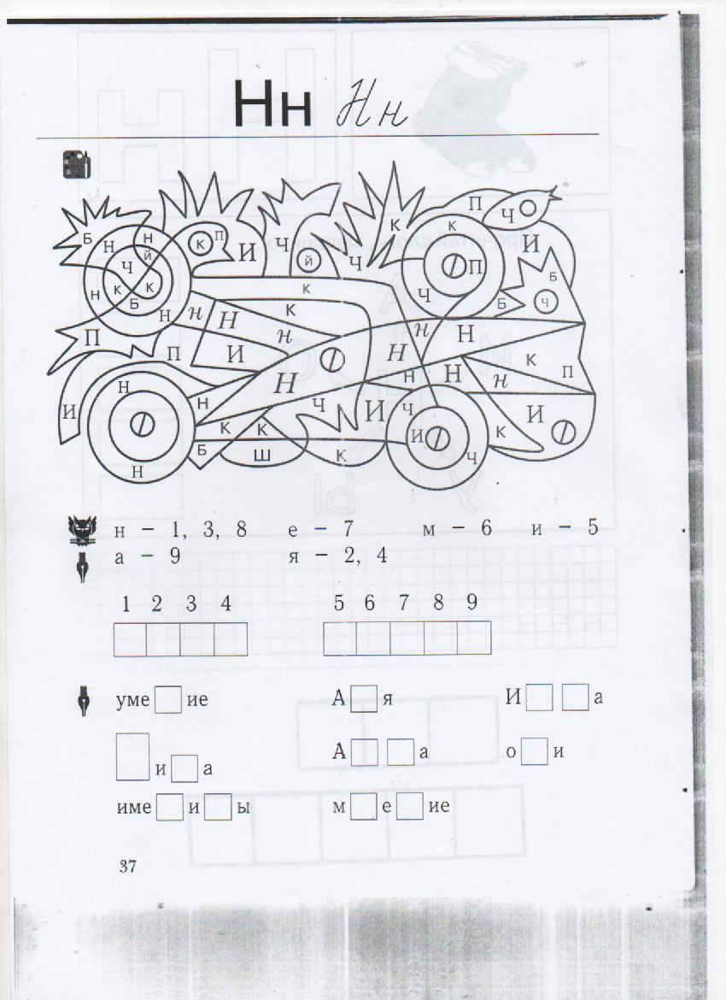 Нн Нн
П Ч
Б Н Н й К П И Ч й Ч К К П И
Ч К К Б Н Н Ч Б Б ч
К К Н Н Н Н Н
П П И Н Н Н Н К П
И Н Н Ч И Ч Н И
К К Б Ш К И Ч К
Н
н – 1, 3, 8 е – 7 м – 6 и – 5
а – 9 я – 2, 4
1 2 3 4 5 6 7 8 9
уме ие А я И а
и а А а о и
име и ы м е ие
37